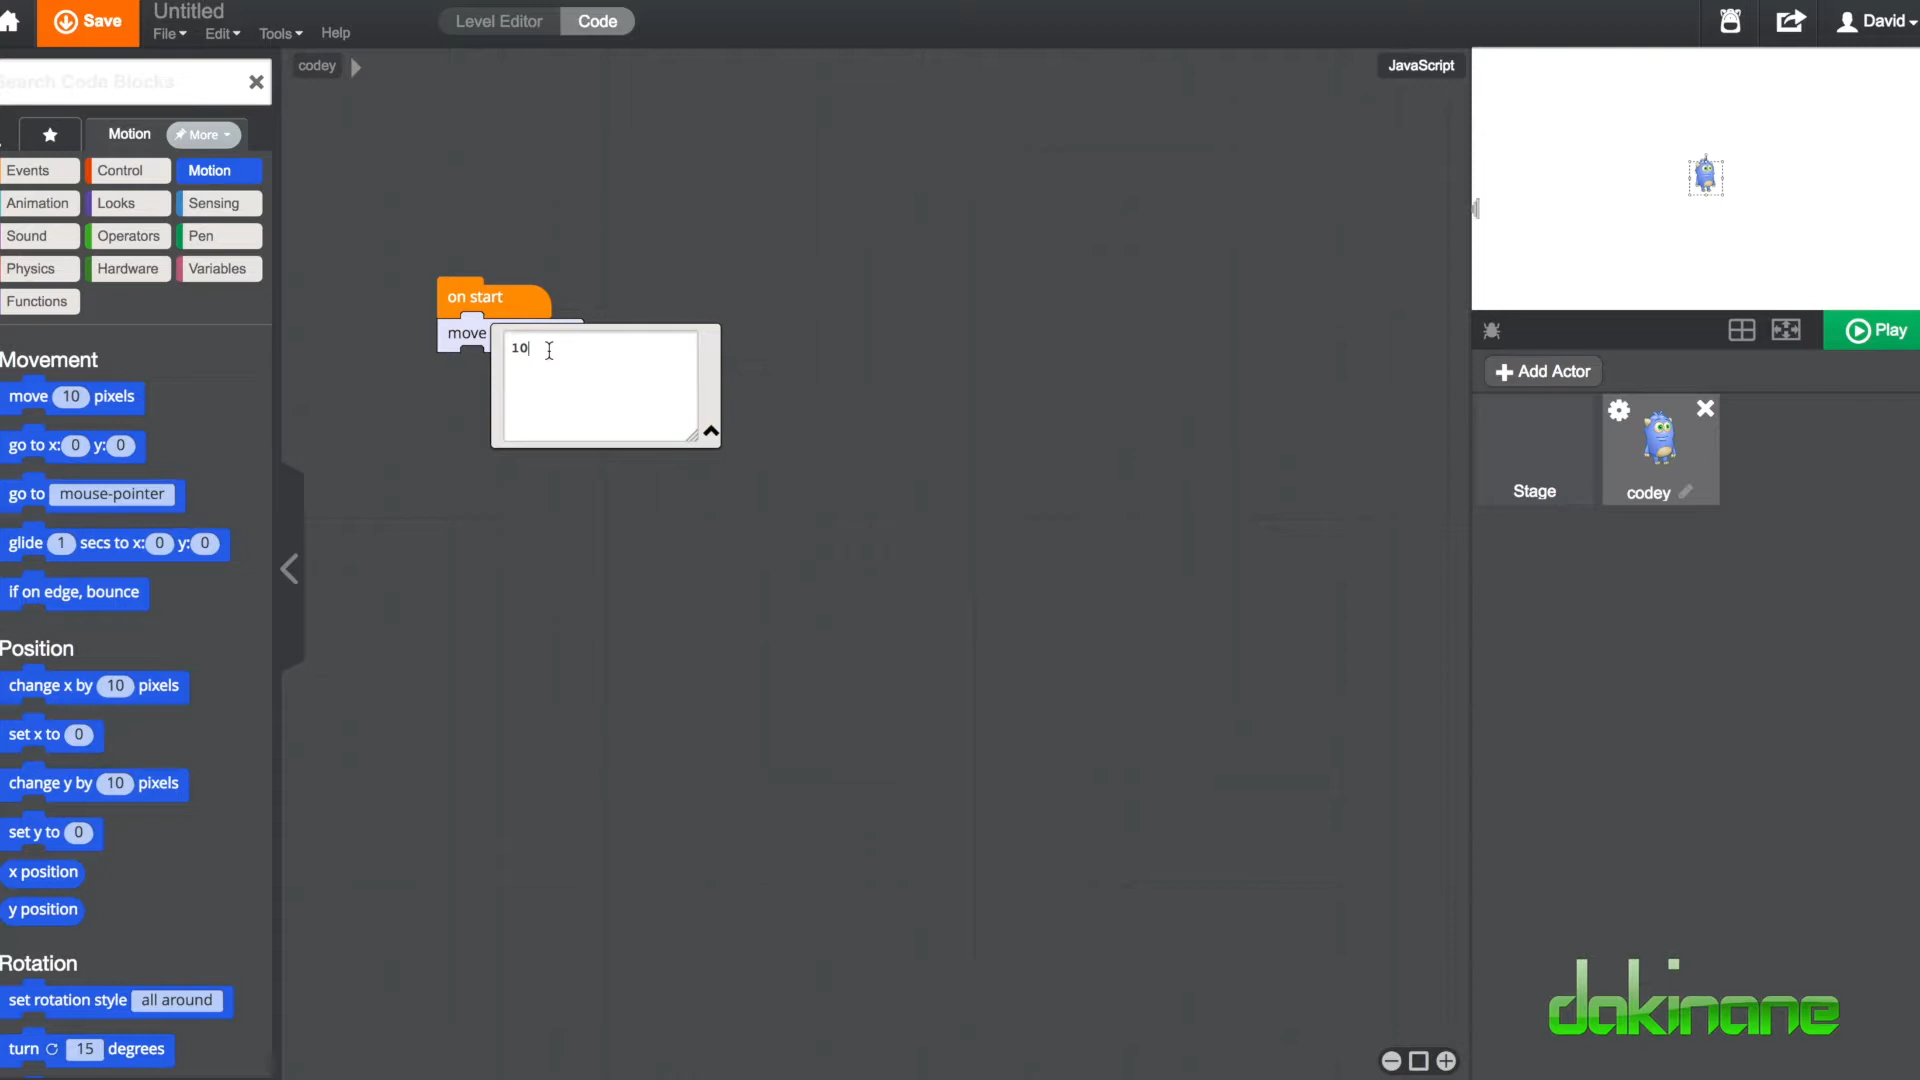 Save
Untitled
File
Edit
Tools
Help
Level Editor
Code
David
Search Code Blocks
codey
JavaScript
Motion
More
Events
Control
Motion
Animation
Looks
Sensing
Sound
Operators
Pen
Physics
Hardware
Variables
Functions
on start
move
10
Movement
move 10 pixels
go to x: 0 y: 0
go to mouse-pointer
glide 1 secs to x: 0 y: 0
if on edge, bounce
Position
change x by 10 pixels
set x to 0
change y by 10 pixels
set y to 0
x position
y position
Rotation
set rotation style all around
turn 15 degrees
Play
Add Actor
Stage
codey
dakinane